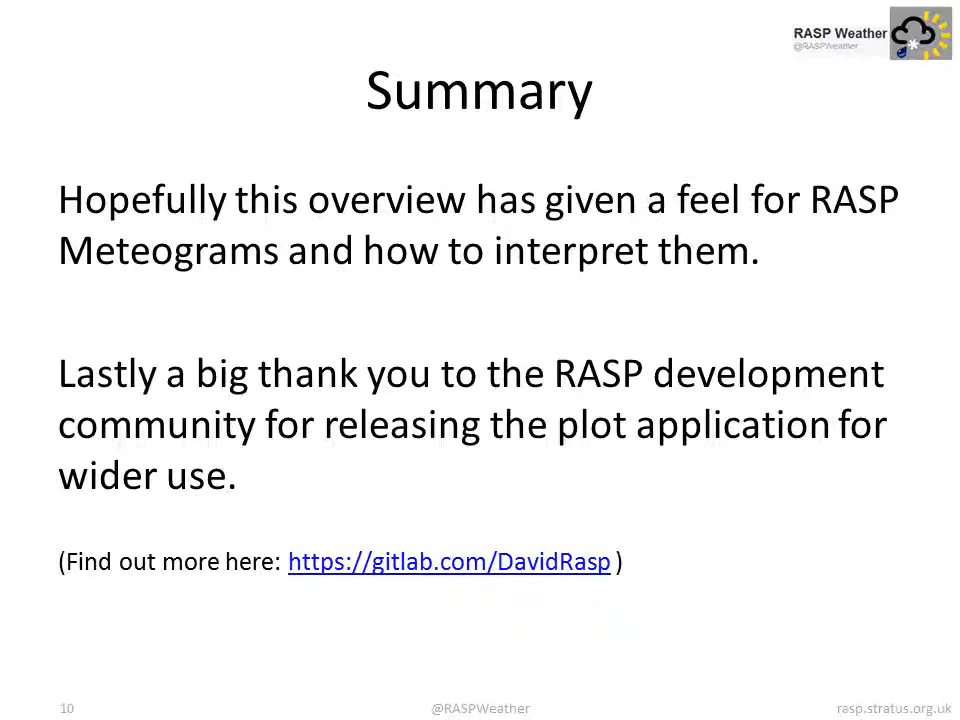 RASP Weather
@RASPWeather
Summary
Hopefully this overview has given a feel for RASP
Meteograms and how to interpret them.
Lastly a big thank you to the RASP development
community for releasing the plot application for
wider use.
(Find out more here: https://gitlab.com/DavidRasp )
10
@RASPWeather
rasp.stratus.org.uk